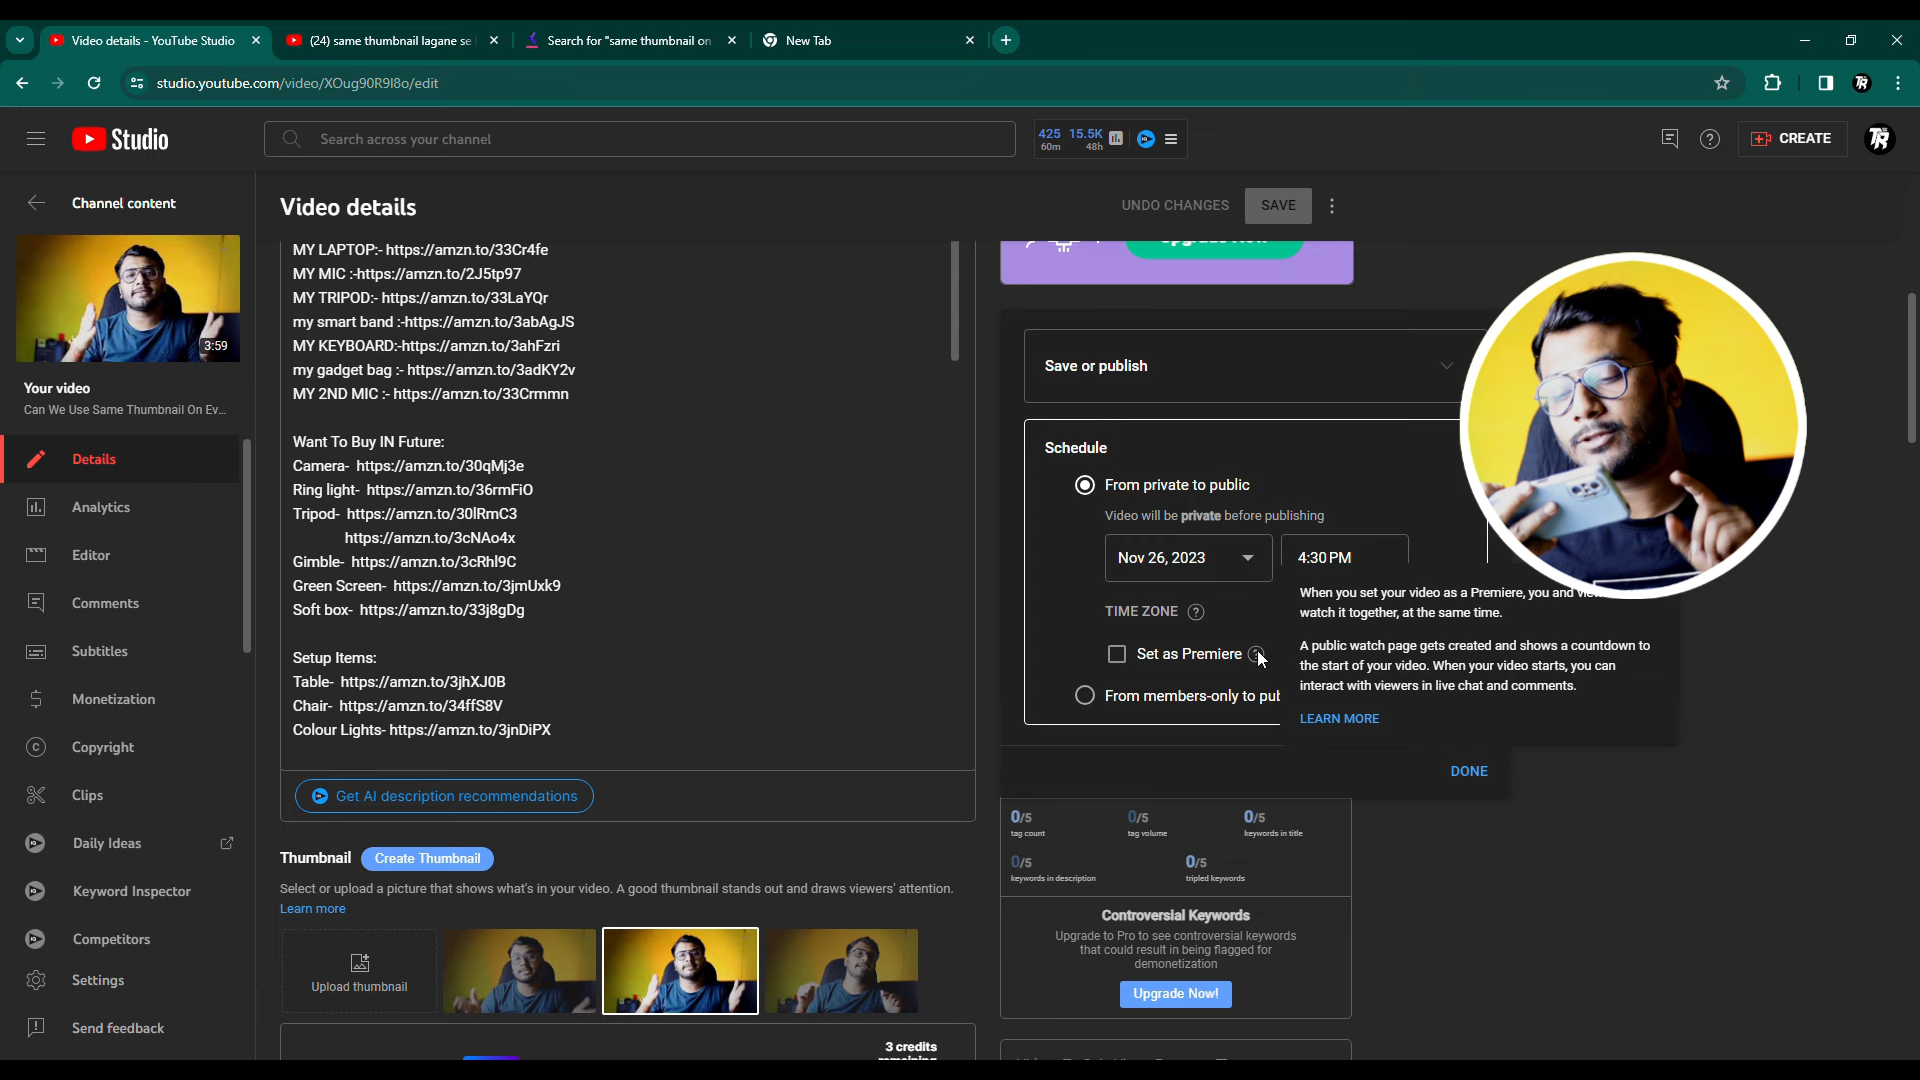 Video details - YouTube Studio
(24) same thumbnail lagane se
Search for "same thumbnail on
New Tab
studio.youtube.com/video/XOug90R9I8o/edit
Studio
Search across your channel
425 15.5K
60m 48h
CREATE
TR
Channel content
3:59
Your video
Can We Use Same Thumbnail On Ev...
Details
Analytics
Editor
Comments
Subtitles
Monetization
Copyright
Clips
Daily Ideas
Keyword Inspector
Competitors
Settings
Send feedback
Video details
UNDO CHANGES
SAVE
MY LAPTOP:- https://amzn.to/33Cr4fe
MY MIC :-https://amzn.to/2J5tp97
MY TRIPOD:- https://amzn.to/33LaYQr
my smart band :-https://amzn.to/3abAgJS
MY KEYBOARD:-https://amzn.to/3ahFzri
my gadget bag :- https://amzn.to/3adKY2v
MY 2ND MIC :- https://amzn.to/33Crmmn
Want To Buy IN Future:
Camera- https://amzn.to/30qMj3e
Ring light- https://amzn.to/36rmFiO
Tripod- https://amzn.to/30lRmC3
https://amzn.to/3cNAo4x
Gimble- https://amzn.to/3cRhl9C
Green Screen- https://amzn.to/3jmUxk9
Soft box- https://amzn.to/33j8gDg
Setup Items:
Table- https://amzn.to/3jhXJ0B
Chair- https://amzn.to/34ffS8V
Colour Lights- https://amzn.to/3jnDiPX
Get AI description recommendations
Thumbnail
Create Thumbnail
Select or upload a picture that shows what's in your video. A good thumbnail stands out and draws viewers' attention.
Learn more
Upload thumbnail
3 credits
remaining
Save or publish
Schedule
From private to public
Video will be private before publishing
Nov 26, 2023
4:30 PM
TIME ZONE
Set as Premiere
From members-only to pub
When you set your video as a Premiere, you and
watch it together, at the same time.
A public watch page gets created and shows a countdown to
the start of your video. When your video starts, you can
interact with viewers in live chat and comments.
LEARN MORE
DONE
0/5
tag count
0/5
tag volume
0/5
keywords in title
0/5
keywords in description
0/5
tripled keywords
Controversial Keywords
Upgrade to Pro to see controversial keywords
that could result in being flagged for
demonetization
Upgrade Now!